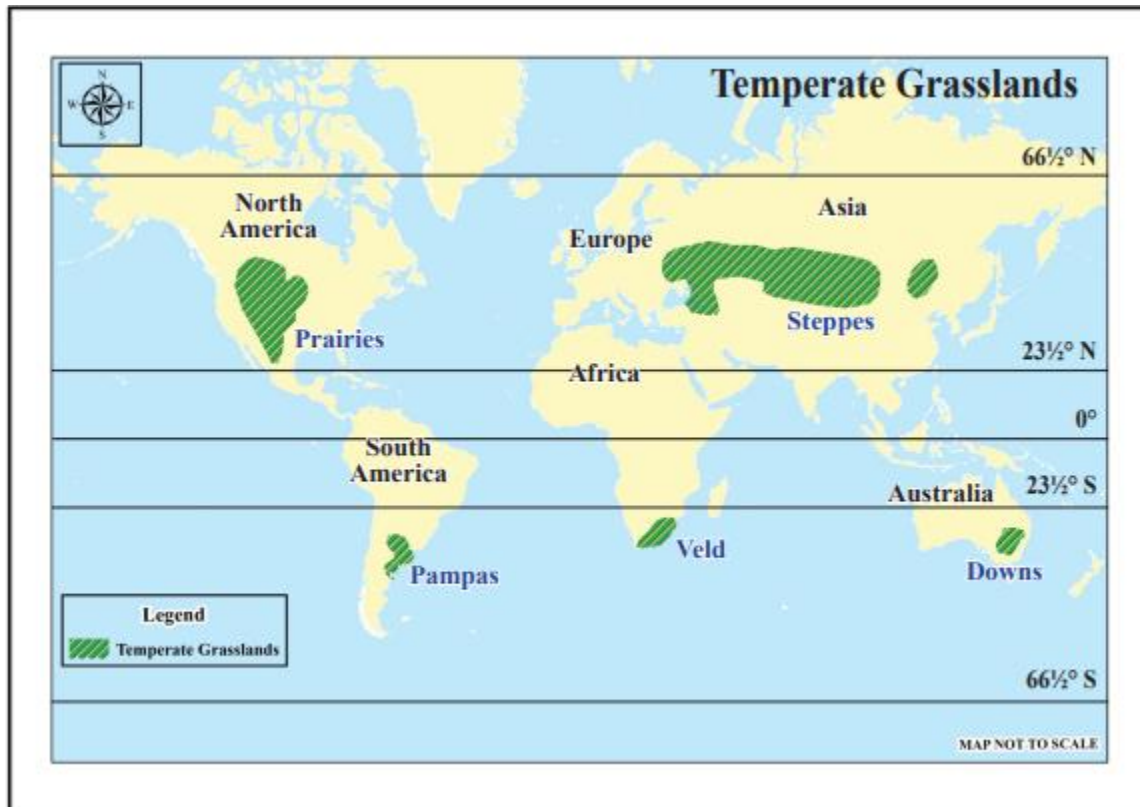 Temperate Grasslands
N
W
E
S
66½° N
North
America
Asia
Europe
Prairies
Steppes
23½° N
Africa
0°
South
America
23½° S
Australia
Veld
Pampas
Downs
Legend
Temperate Grasslands
66½° S
MAP NOT TO SCALE